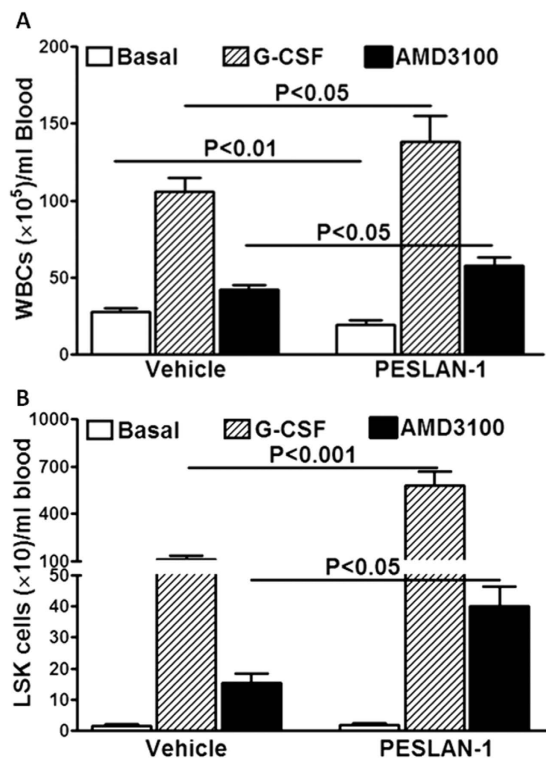 A
200
Basal G-CSF AMD3100
P<0.05
150
P<0.01
100
P<0.05
50
0
WBCs (×10⁵)/ml Blood
Vehicle PESLAN-1
B
1000
Basal G-CSF AMD3100
700
P<0.001
400
100
50
P<0.05
40
30
20
10
0
LSK cells (×10)/ml blood
Vehicle PESLAN-1